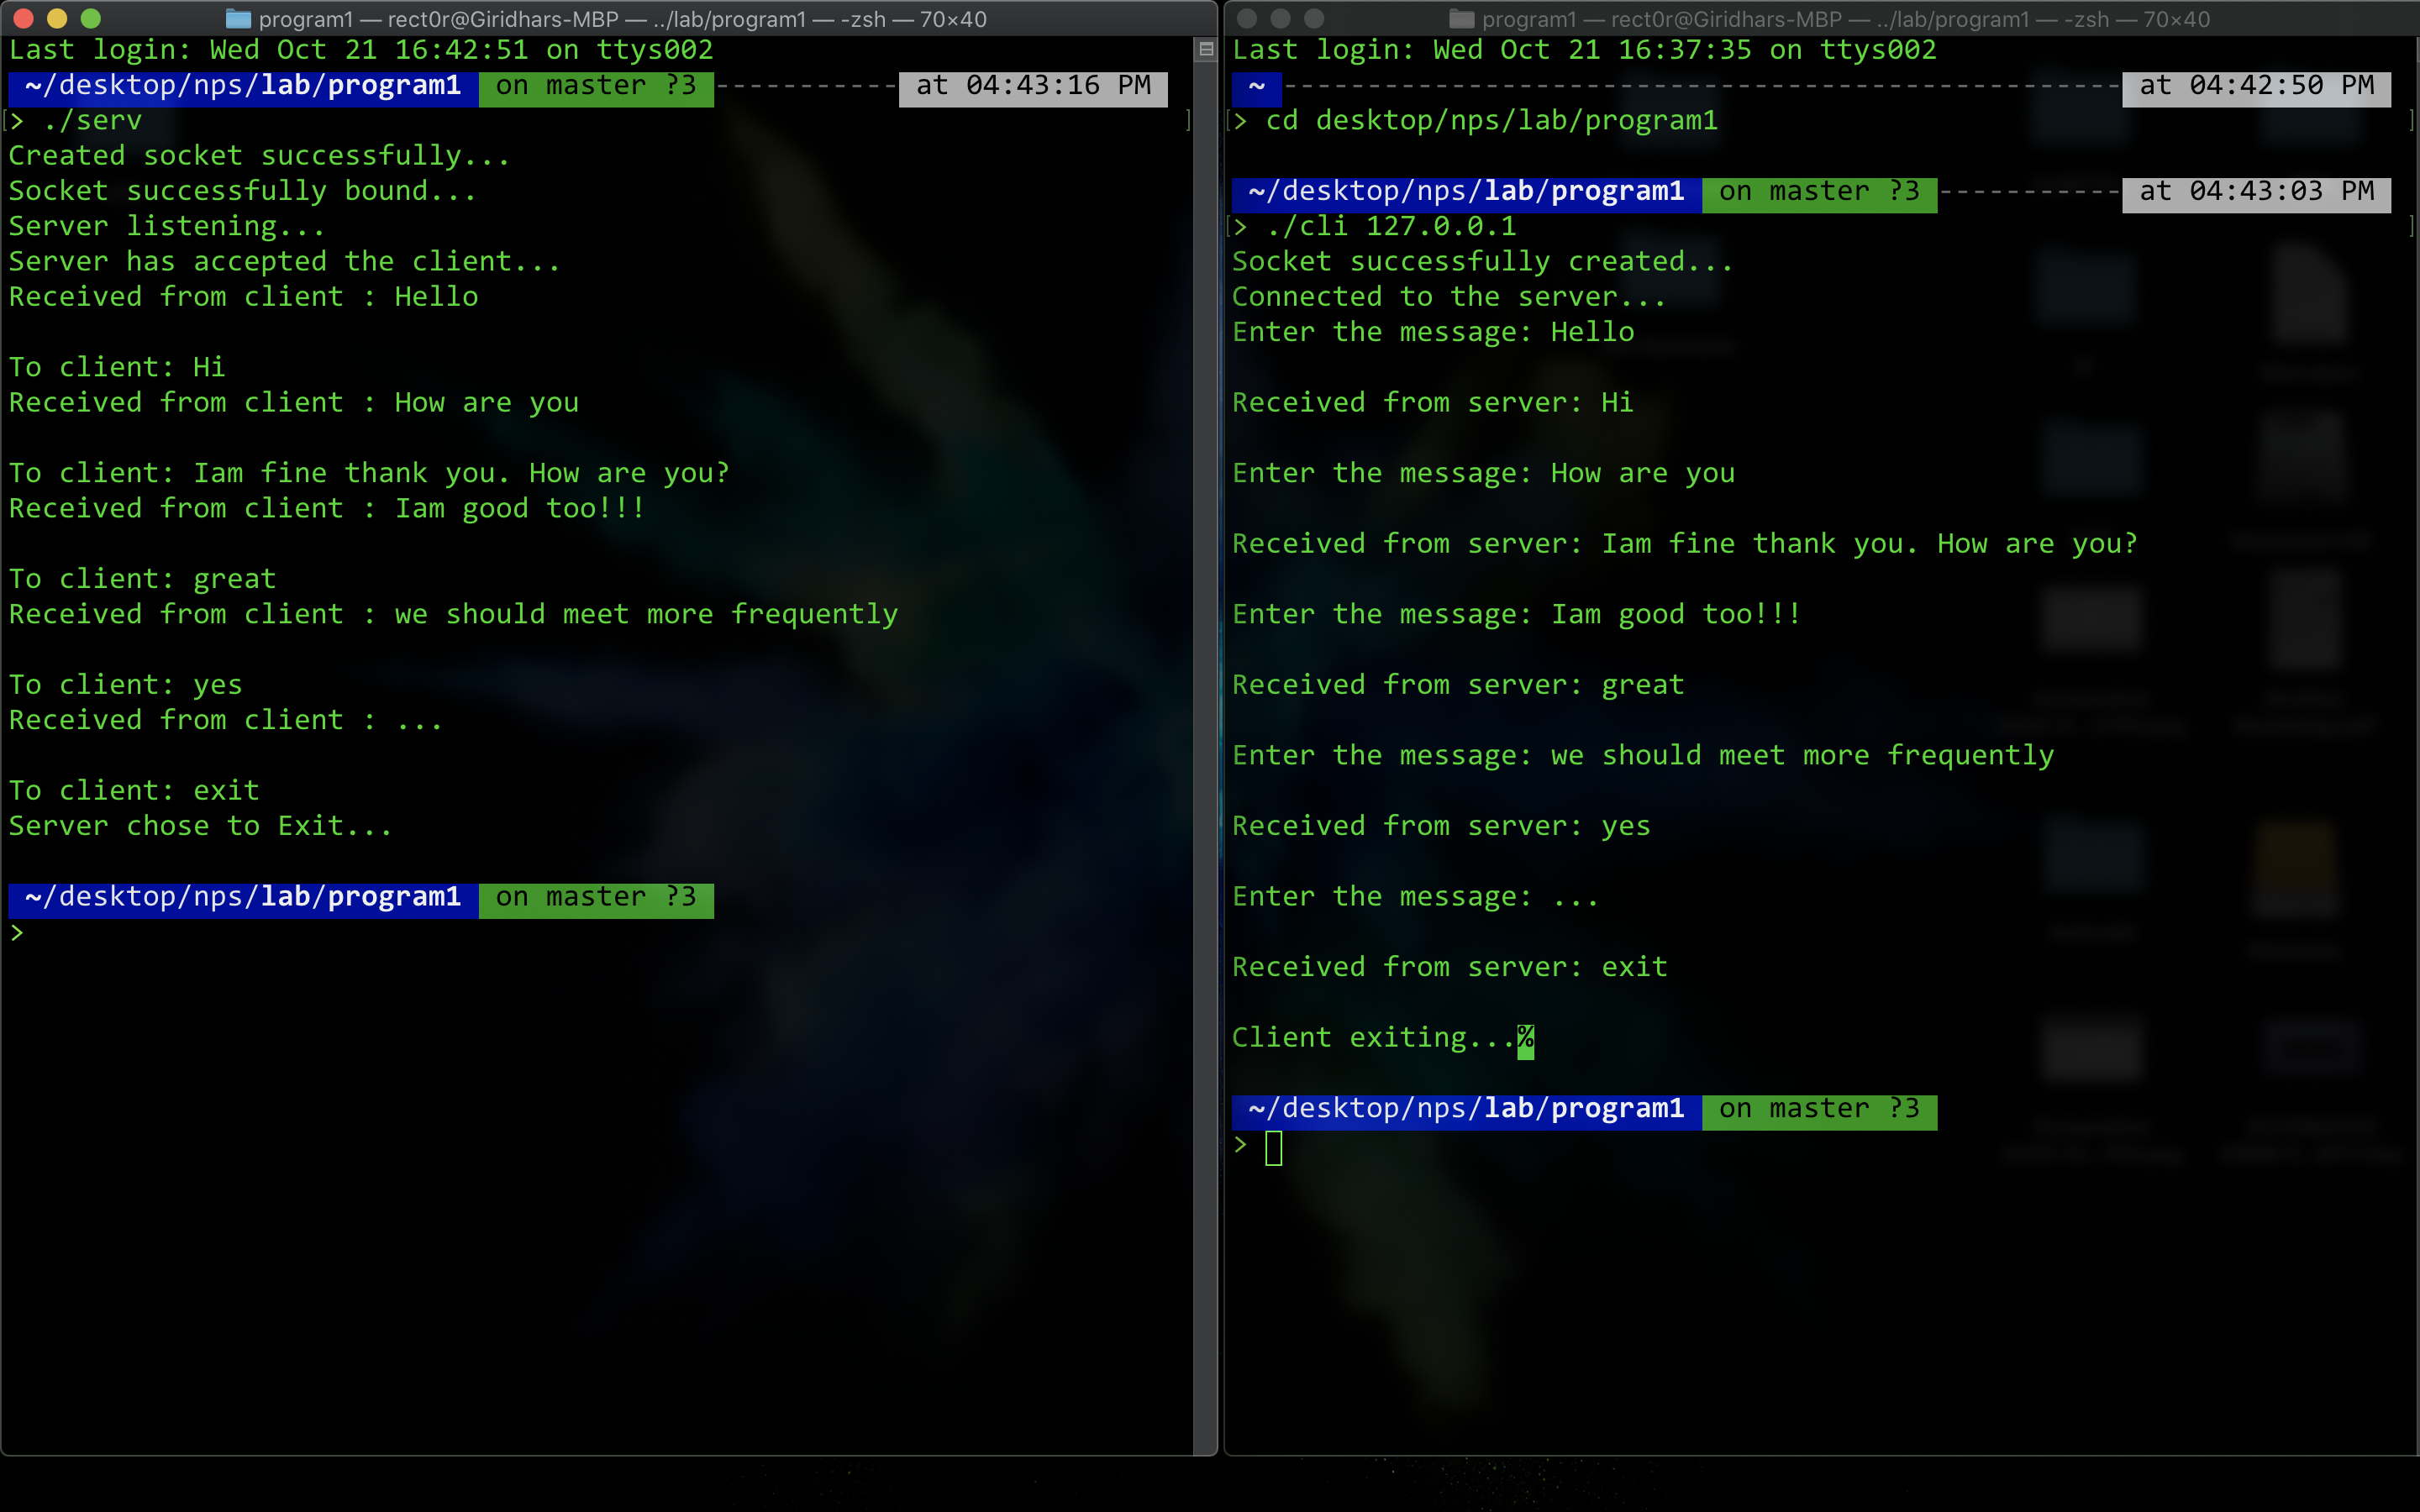 program1 — rect0r@Giridhars-MBP — ../lab/program1 — -zsh — 70×40
Last login: Wed Oct 21 16:42:51 on ttys002
~/desktop/nps/lab/program1 on master ?3 ----------- at 04:43:16 PM
[> ./serv ]
Created socket successfully...
Socket successfully bound...
Server listening...
Server has accepted the client...
Received from client : Hello
To client: Hi
Received from client : How are you
To client: Iam fine thank you. How are you?
Received from client : Iam good too!!!
To client: great
Received from client : we should meet more frequently
To client: yes
Received from client : ...
To client: exit
Server chose to Exit...
~/desktop/nps/lab/program1 on master ?3
>
program1 — rect0r@Giridhars-MBP — ../lab/program1 — -zsh — 70×40
Last login: Wed Oct 21 16:37:35 on ttys002
~ -------------------------------------------------- at 04:42:50 PM
[> cd desktop/nps/lab/program1 ]
~/desktop/nps/lab/program1 on master ?3 ----------- at 04:43:03 PM
[> ./cli 127.0.0.1 ]
Socket successfully created...
Connected to the server...
Enter the message: Hello
Received from server: Hi
Enter the message: How are you
Received from server: Iam fine thank you. How are you?
Enter the message: Iam good too!!!
Received from server: great
Enter the message: we should meet more frequently
Received from server: yes
Enter the message: ...
Received from server: exit
Client exiting...%
~/desktop/nps/lab/program1 on master ?3
>